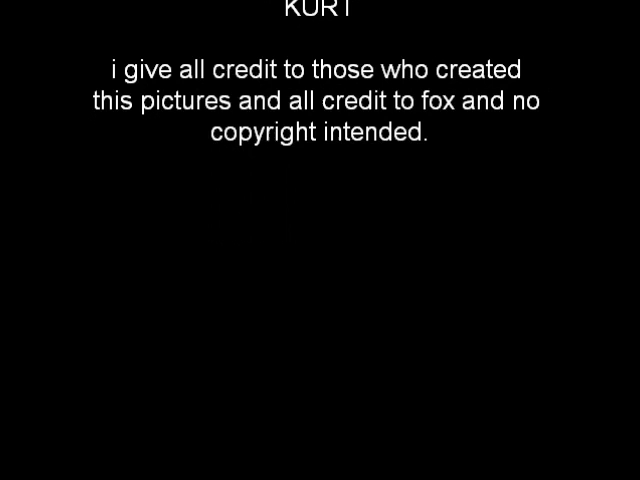 KURT
i give all credit to those who created
this pictures and all credit to fox and no
copyright intended.